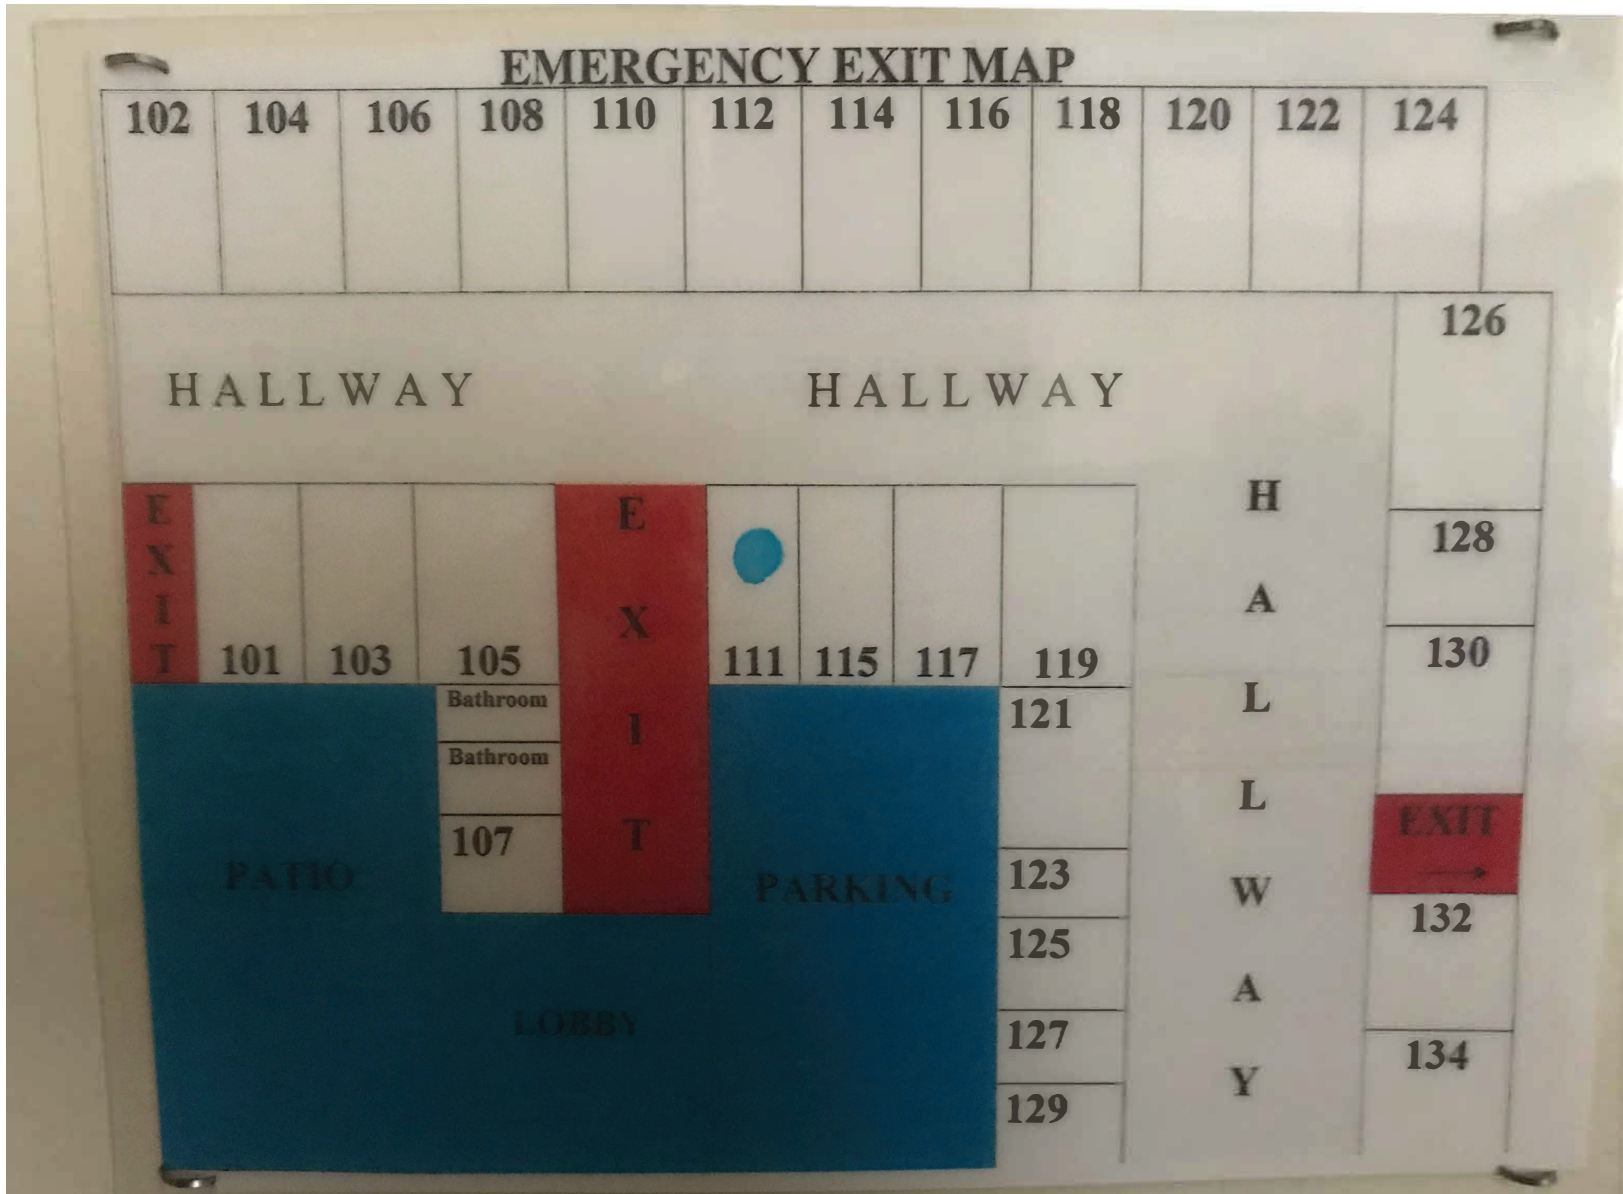 EMERGENCY EXIT MAP
102 104 106 108 110 112 114 116 118 120 122 124
126
HALLWAY HALLWAY
EXIT
101 103 105
EXIT
111 115 117 119
HALLWAY
128
130
Bathroom
Bathroom
107
121
EXIT
PATIO
PARKING
123
132
125
LOBBY
127
134
129